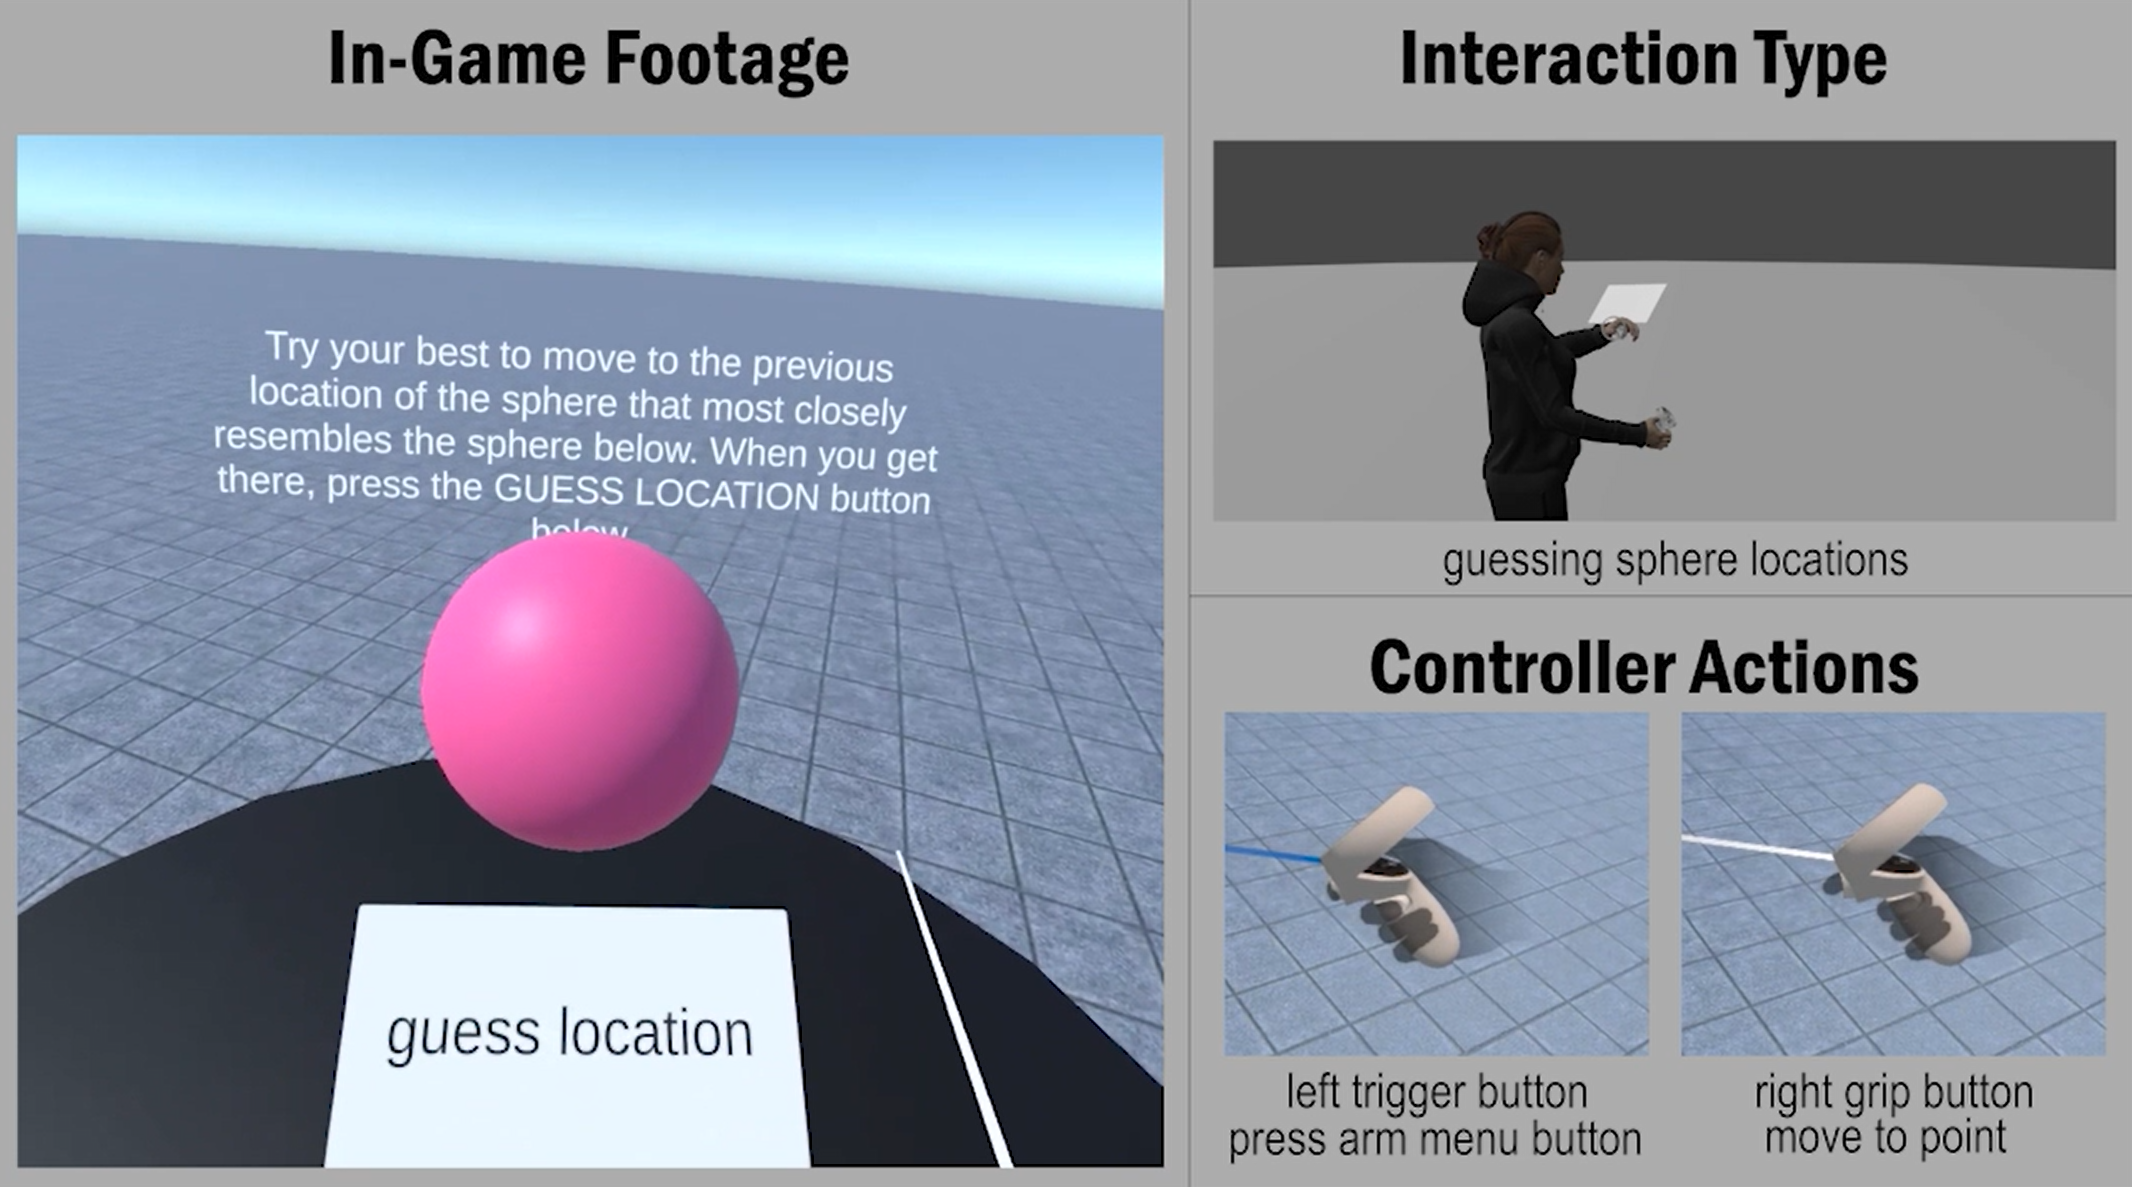 In-Game Footage
Try your best to move to the previous
location of the sphere that most closely
resembles the sphere below. When you get
there, press the GUESS LOCATION button
below
guess location
Interaction Type
guessing sphere locations
Controller Actions
left trigger button
press arm menu button
right grip button
move to point